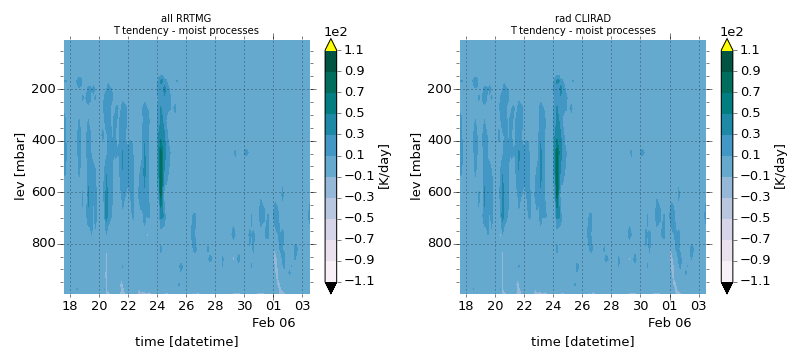 all RRTMG
T tendency - moist processes
1e2
1.1
0.9
0.7
0.5
0.3
0.1
−0.1
−0.3
−0.5
−0.7
−0.9
−1.1
[K/day]
lev [mbar]
200
400
600
800
18 20 22 24 26 28 30 01 03
Feb 06
time [datetime]
rad CLIRAD
T tendency - moist processes
1e2
1.1
0.9
0.7
0.5
0.3
0.1
−0.1
−0.3
−0.5
−0.7
−0.9
−1.1
[K/day]
lev [mbar]
200
400
600
800
18 20 22 24 26 28 30 01 03
Feb 06
time [datetime]